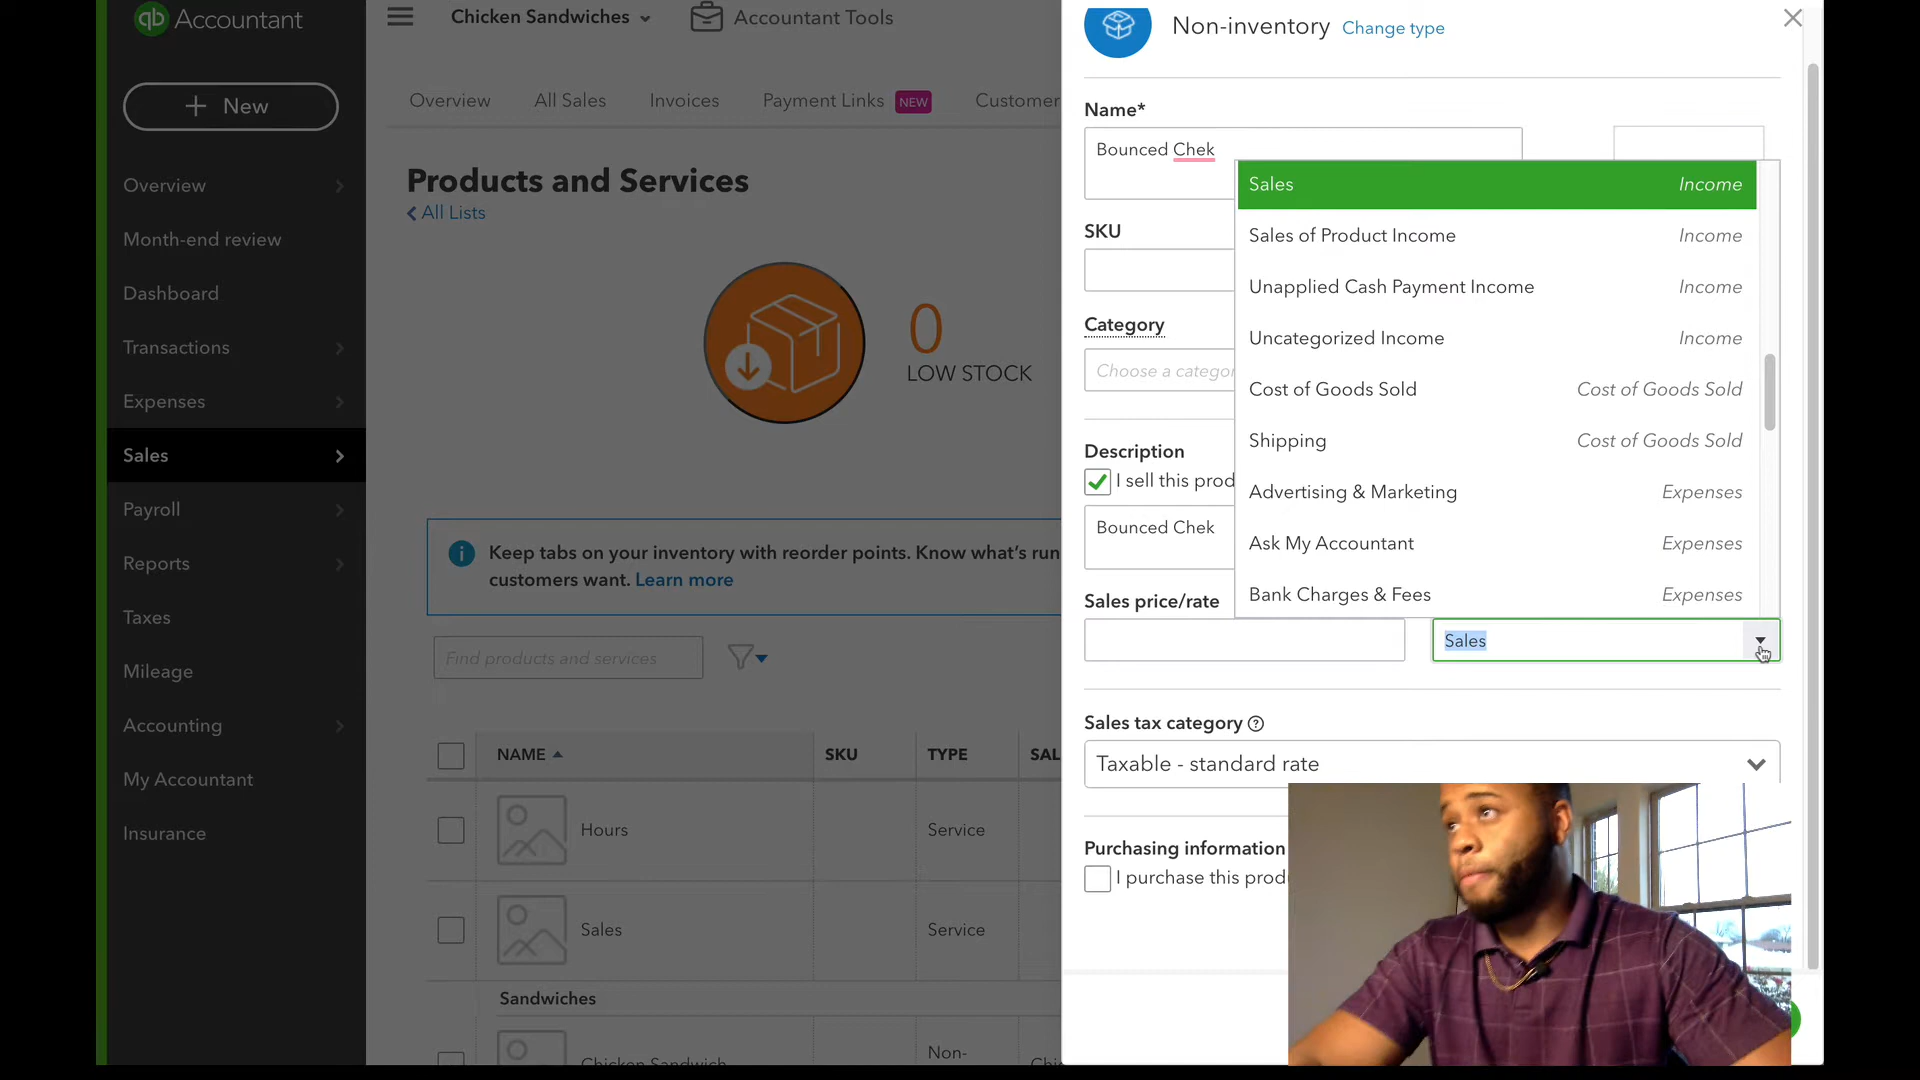 qb Accountant
+ New
Overview
Month-end review
Dashboard
Transactions
Expenses
Sales
Payroll
Reports
Taxes
Mileage
Accounting
My Accountant
Insurance
Chicken Sandwiches
Accountant Tools
Overview
All Sales
Invoices
Payment Links NEW
Customer
Products and Services
All Lists
0
LOW STOCK
Keep tabs on your inventory with reorder points. Know what's run
customers want. Learn more
Find products and services
NAME
SKU
TYPE
SAL
Hours
Service
Sales
Service
Sandwiches
Chicken Sandwich
Non-
Non-inventory Change type
Name*
Bounced Chek
SKU
Category
Choose a categor
Description
I sell this prod
Bounced Chek
Sales Income
Sales of Product Income Income
Unapplied Cash Payment Income Income
Uncategorized Income Income
Cost of Goods Sold Cost of Goods Sold
Shipping Cost of Goods Sold
Advertising & Marketing Expenses
Ask My Accountant Expenses
Bank Charges & Fees Expenses
Sales price/rate
Sales
Sales tax category ?
Taxable - standard rate
Purchasing information
I purchase this prod